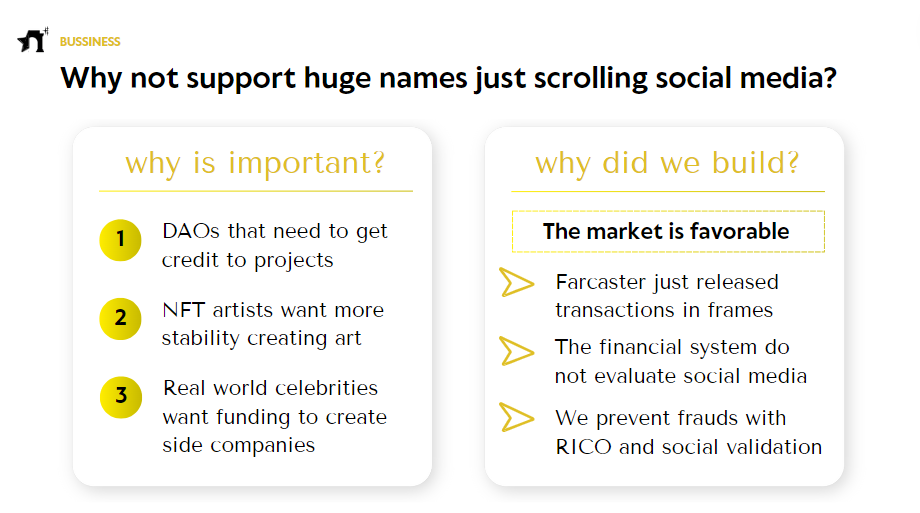 BUSSINESS
Why not support huge names just scrolling social media?
why is important?
1
DAOs that need to get
credit to projects
2
NFT artists want more
stability creating art
3
Real world celebrities
want funding to create
side companies
why did we build?
The market is favorable
Farcaster just released
transactions in frames
The financial system do
not evaluate social media
We prevent frauds with
RICO and social validation